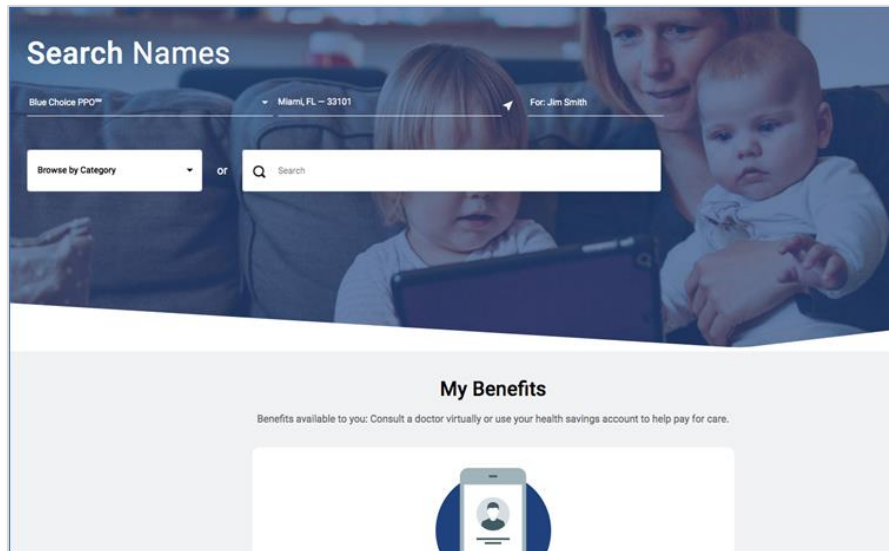 Search Names
Blue Choice PPO℠
Miami, FL — 33101
For: Jim Smith
Browse by Category
or
Search
My Benefits
Benefits available to you: Consult a doctor virtually or use your health savings account to help pay for care.